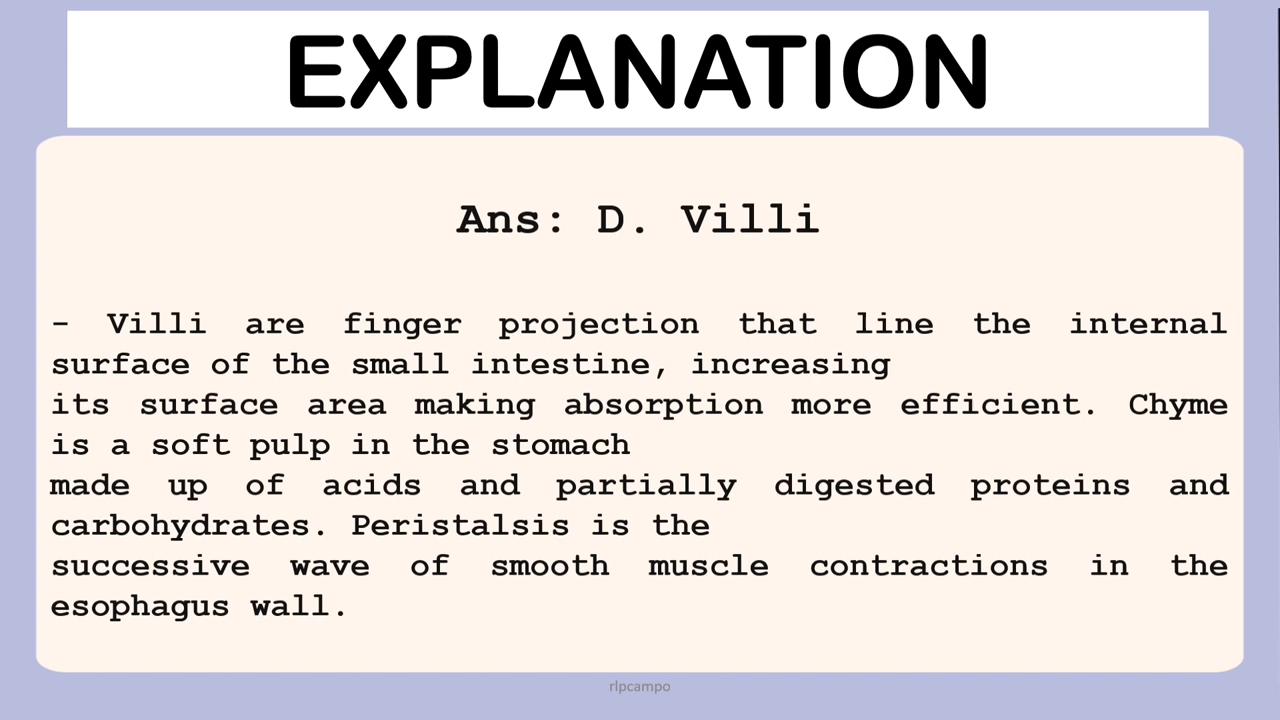 EXPLANATION
Ans: D. Villi
- Villi are finger projection that line the internal
surface of the small intestine, increasing
its surface area making absorption more efficient. Chyme
is a soft pulp in the stomach
made up of acids and partially digested proteins and
carbohydrates. Peristalsis is the
successive wave of smooth muscle contractions in the
esophagus wall.
rlpcampo